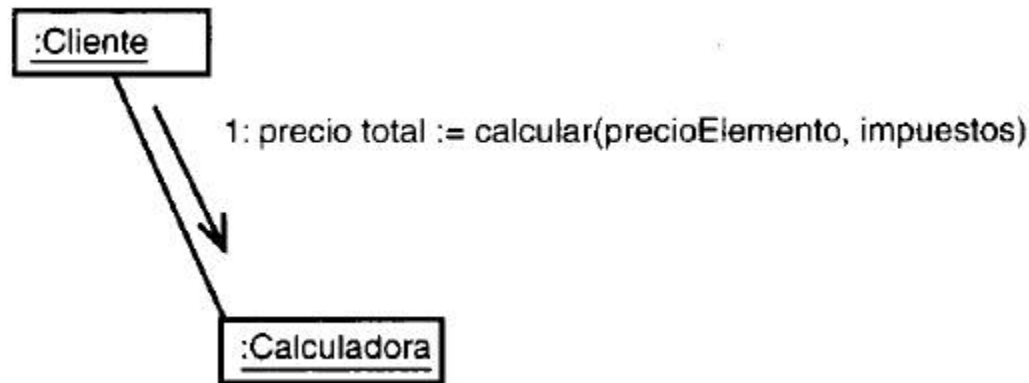 :Cliente
1: precio total := calcular(precioElemento, impuestos)
:Calculadora